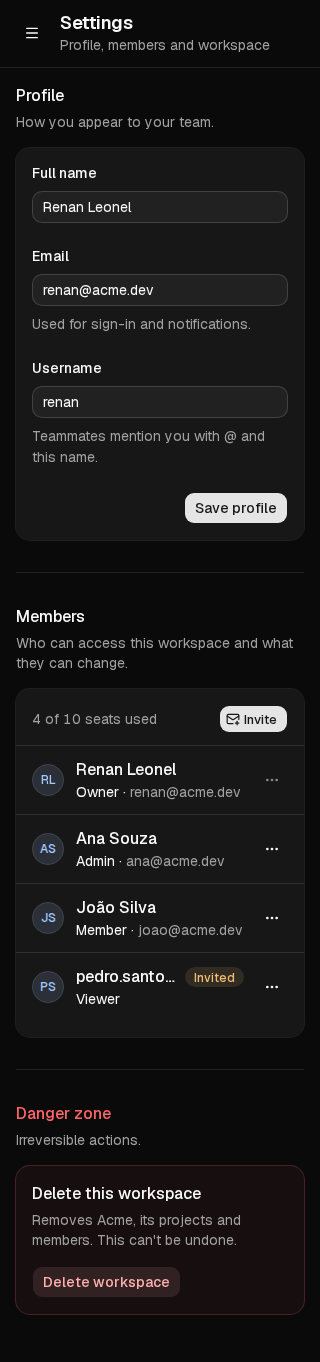 Settings
Profile, members and workspace
Profile
How you appear to your team.
Full name
Renan Leonel
Email
renan@acme.dev
Used for sign-in and notifications.
Username
renan
Teammates mention you with @ and
this name.
Save profile
Members
Who can access this workspace and what
they can change.
4 of 10 seats used
Invite
RL
Renan Leonel
Owner · renan@acme.dev
AS
Ana Souza
Admin · ana@acme.dev
JS
João Silva
Member · joao@acme.dev
PS
pedro.santo... Invited
Viewer
Danger zone
Irreversible actions.
Delete this workspace
Removes Acme, its projects and
members. This can't be undone.
Delete workspace